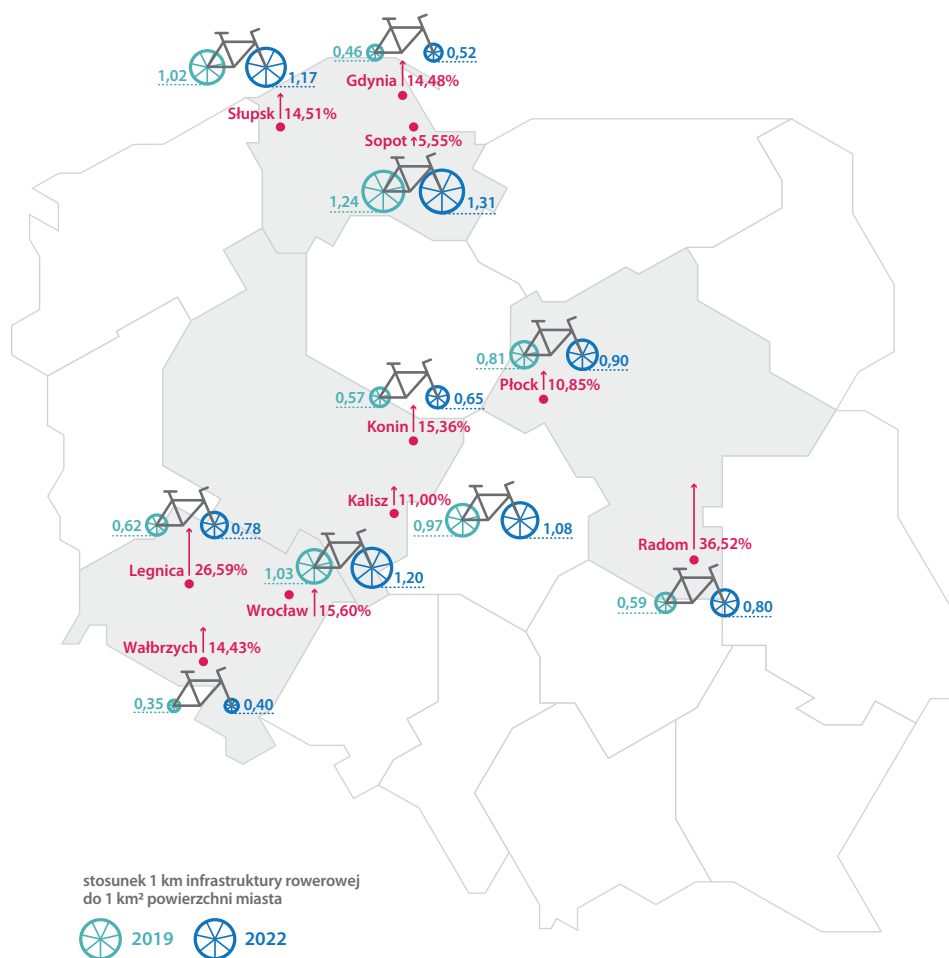 0,46
0,52
Gdynia 14,48%
1,02
1,17
Słupsk 14,51%
Sopot 5,55%
1,24
1,31
0,81
0,90
Płock 10,85%
0,57
0,65
Konin 15,36%
Kalisz 11,00%
0,97
1,08
0,62
0,78
Legnica 26,59%
1,03
1,20
Wrocław 15,60%
Radom 36,52%
0,59
0,80
Wałbrzych 14,43%
0,35
0,40
stosunek 1 km infrastruktury rowerowej
do 1 km² powierzchni miasta
2019 2022